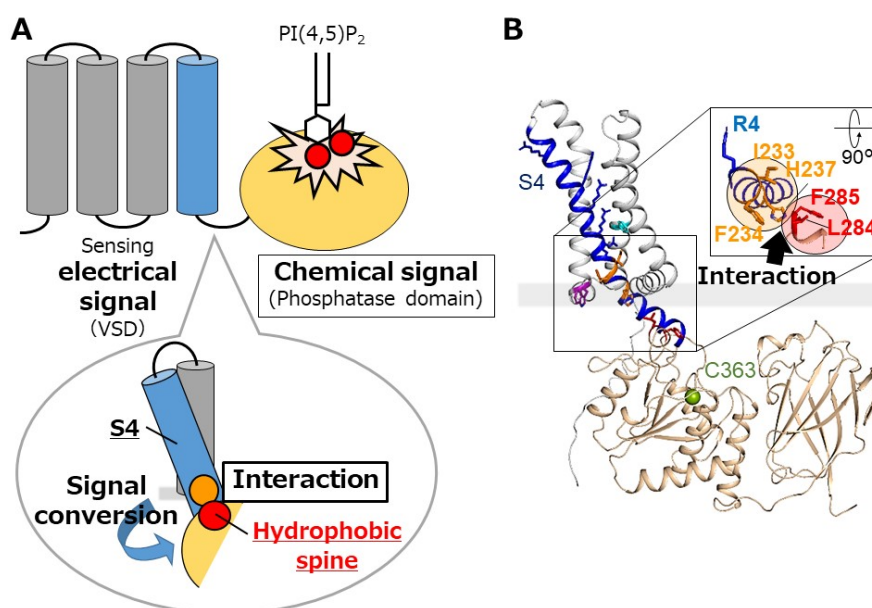 A
PI(4,5)P₂
Sensing
electrical
signal
(VSD)
Chemical signal
(Phosphatase domain)
S4
Interaction
Signal
conversion
Hydrophobic
spine
B
S4
R4
I233
H237
F285
L284
F234
90°
Interaction
C363